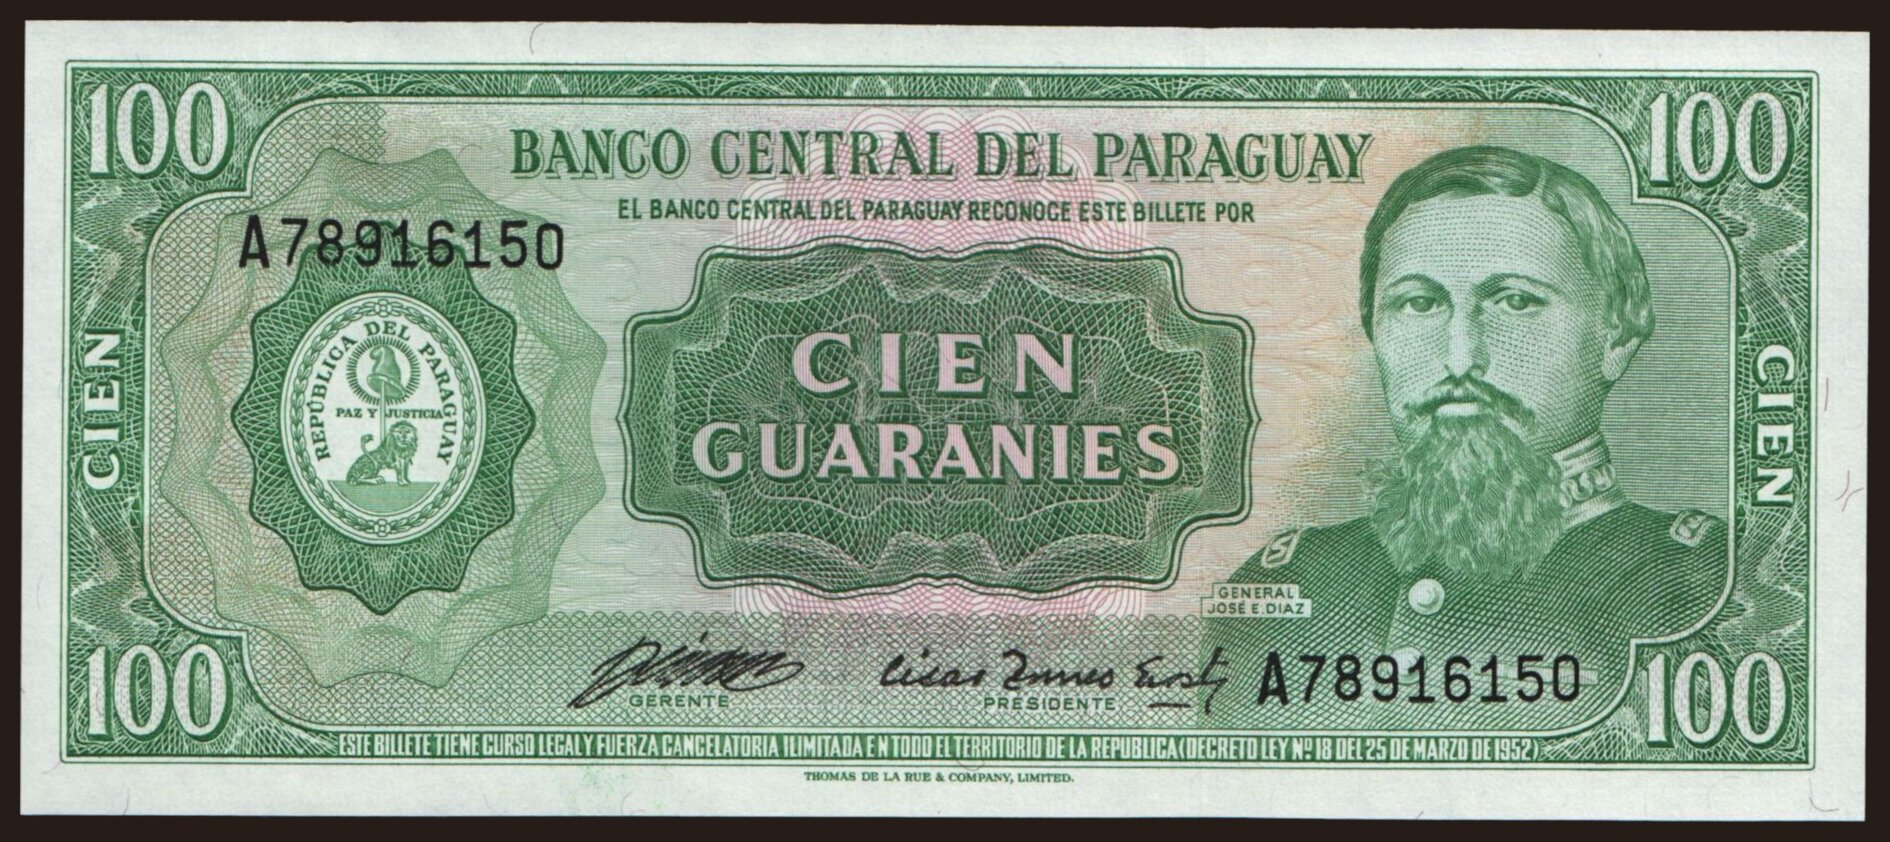 100
100
BANCO CENTRAL DEL PARAGUAY
EL BANCO CENTRAL DEL PARAGUAY RECONOCE ESTE BILLETE POR
A78916150
REPÚBLICA DEL PARAGUAY
PAZ Y JUSTICIA
CIEN
CIEN
GUARANIES
CIEN
GENERAL
JOSÉ E. DIAZ
GERENTE
César
PRESIDENTE
A78916150
100
100
ESTE BILLETE TIENE CURSO LEGAL Y FUERZA CANCELATORIA ILIMITADA EN TODO EL TERRITORIO DE LA REPUBLICA (DECRETO LEY Nº 18 DEL 25 DE MARZO DE 1952)
THOMAS DE LA RUE & COMPANY, LIMITED.